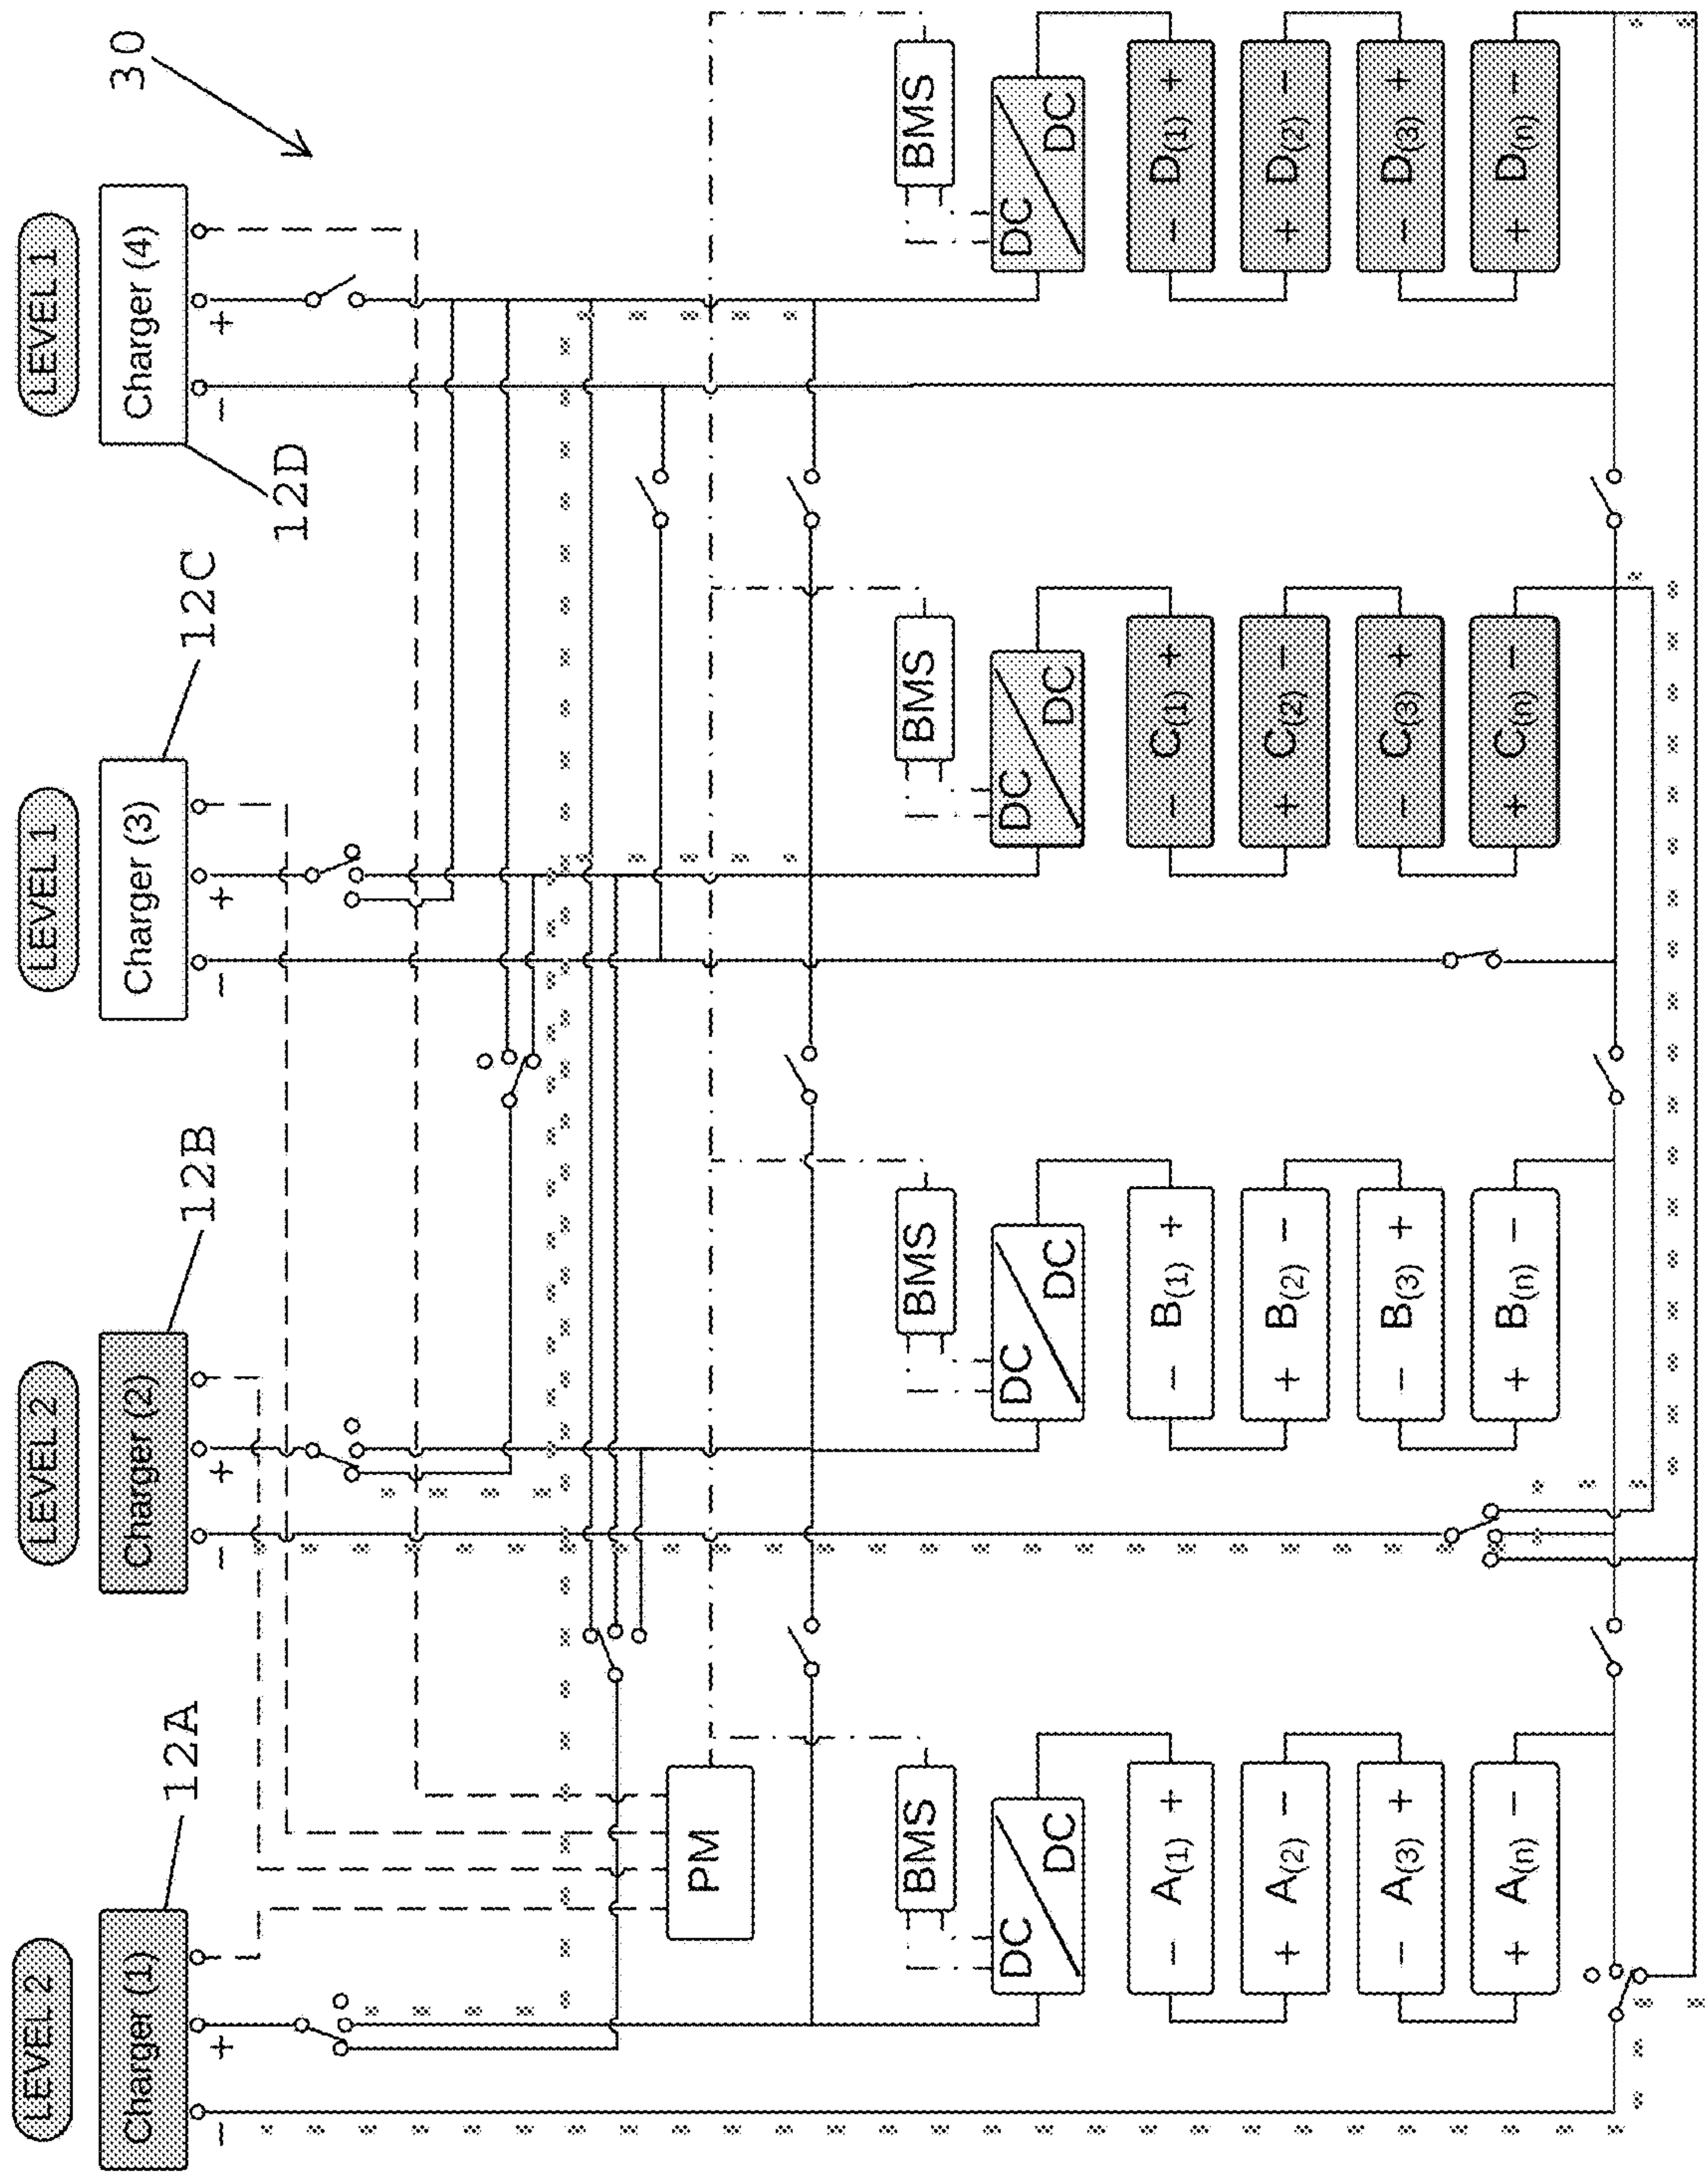 LEVEL 2
LEVEL 2
LEVEL 1
LEVEL 1
Charger (1)
Charger (2)
Charger (3)
Charger (4)
12A
12B
12C
12D
30
− +
− +
− +
− +
PM
BMS
BMS
BMS
BMS
DC DC
DC DC
DC DC
DC DC
− A(1) +
− B(1) +
− C(1) +
− D(1) +
+ A(2) −
+ B(2) −
+ C(2) −
+ D(2) −
− A(3) +
− B(3) +
− C(3) +
− D(3) +
+ A(n) −
+ B(n) −
+ C(n) −
+ D(n) −